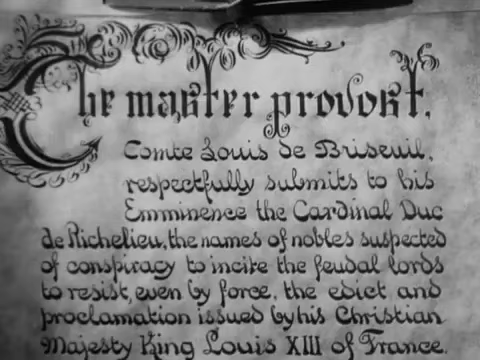 The master provost,
Comte Louis de Briseuil,
respectfully submits to his
Emminence the Cardinal Duc
de Richelieu, the names of nobles suspected
of conspiracy to incite the feudal lords
to resist, even by force, the edict and
proclamation issued by his Christian
Majesty King Louis XIII of France.